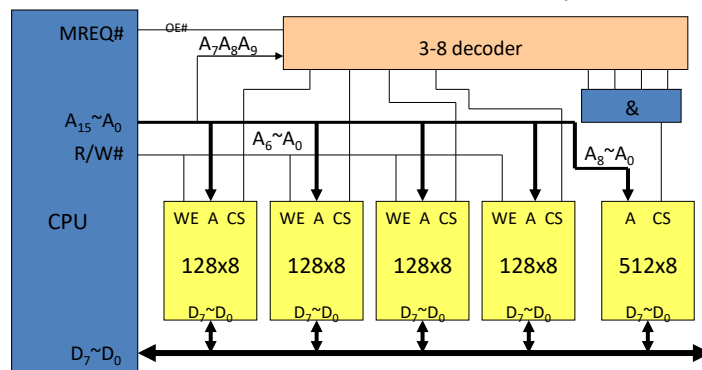 MREQ#
OE#
3-8 decoder
A₇A₈A₉
&
A₁₅~A₀
A₆~A₀
R/W#
A₈~A₀
CPU
WE A CS
WE A CS
WE A CS
WE A CS
A CS
128x8
128x8
128x8
128x8
512x8
D₇~D₀
D₇~D₀
D₇~D₀
D₇~D₀
D₇~D₀
D₇~D₀